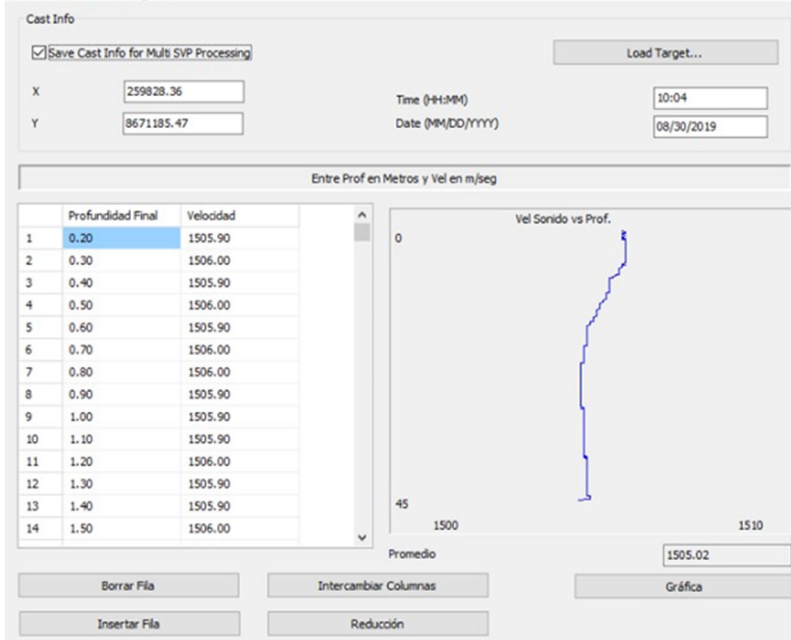 Cast Info
Save Cast Info for Multi SVP Processing
Load Target...
X 259828.36 Time (HH:MM) 10:04
Y 8671185.47 Date (MM/DD/YYYY) 08/30/2019
Entre Prof en Metros y Vel en m/seg
Profundidad Final Velocidad
1 0.20 1505.90
2 0.30 1506.00
3 0.40 1505.90
4 0.50 1506.00
5 0.60 1505.90
6 0.70 1506.00
7 0.80 1506.00
8 0.90 1505.90
9 1.00 1505.90
10 1.10 1505.90
11 1.20 1506.00
12 1.30 1505.90
13 1.40 1505.90
14 1.50 1506.00
Vel Sonido vs Prof.
0
45
1500 1510
Promedio 1505.02
Borrar Fila Intercambiar Columnas Gráfica
Insertar Fila Reducción